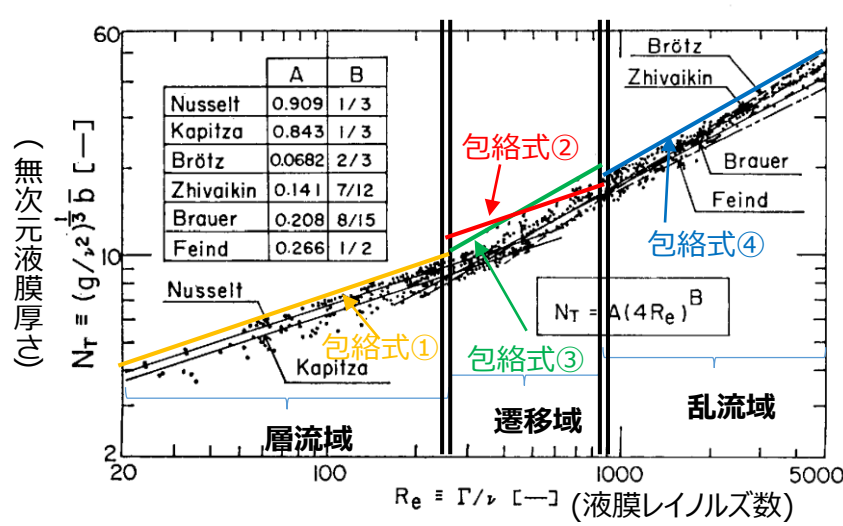 60
10
2
N_T ≡ (g/ν²)^{1/3} b̄ [—]
(無次元液膜厚さ)
A B
Nusselt 0.909 1/3
Kapitza 0.843 1/3
Brötz 0.0682 2/3
Zhivaikin 0.141 7/12
Brauer 0.208 8/15
Feind 0.266 1/2
包絡式②
Brötz
Zhivaikin
Brauer
Feind
包絡式④
Nusselt
Kapitza
包絡式①
包絡式③
N_T = A(4Re)^B
層流域
遷移域
乱流域
20 100 1000 5000
Re ≡ Γ/ν [—] (液膜レイノルズ数)